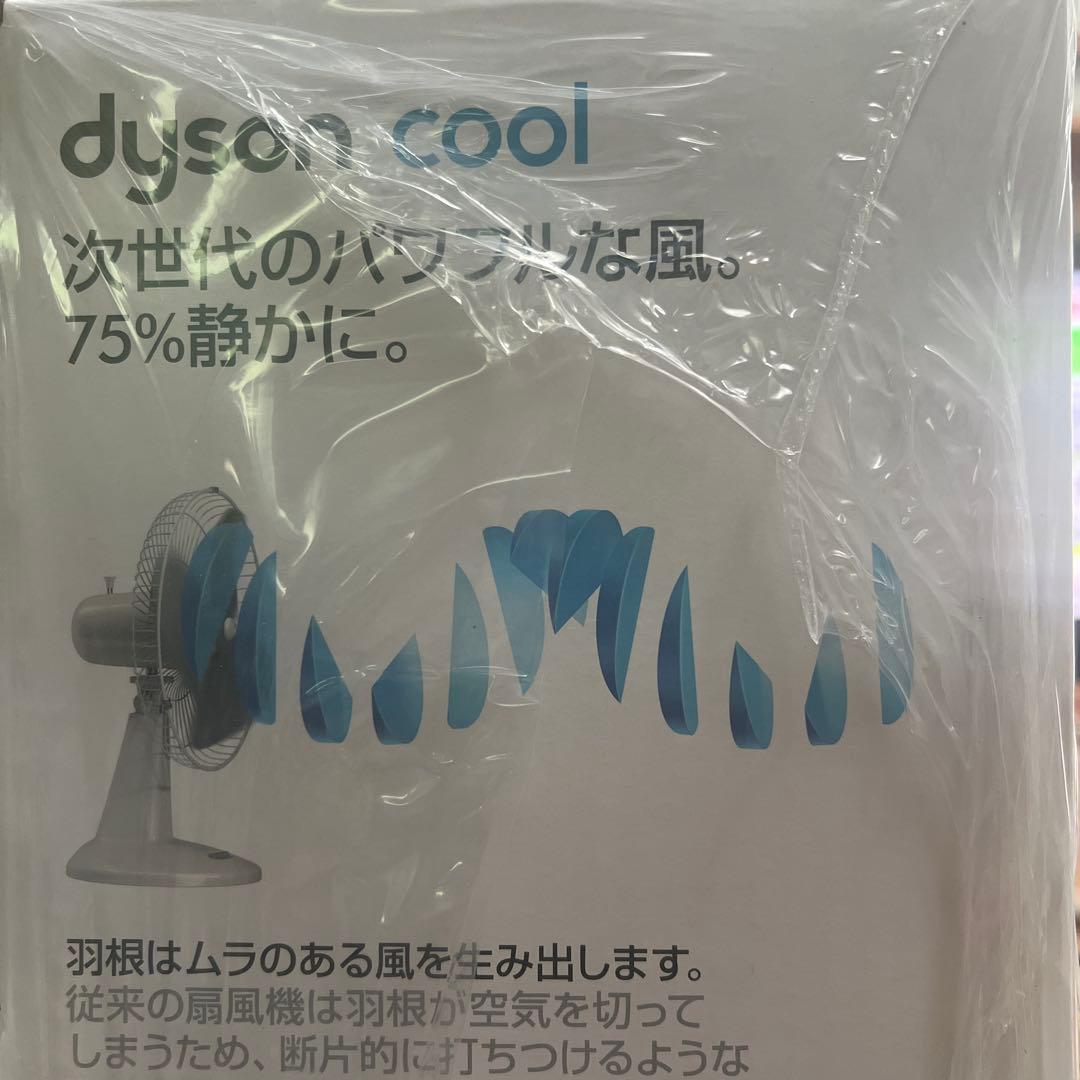 dyson cool
次世代のパワフルな風。
75%静かに。
羽根はムラのある風を生み出します。
従来の扇風機は羽根が空気を切って
しまうため、断片的に打ちつけるような